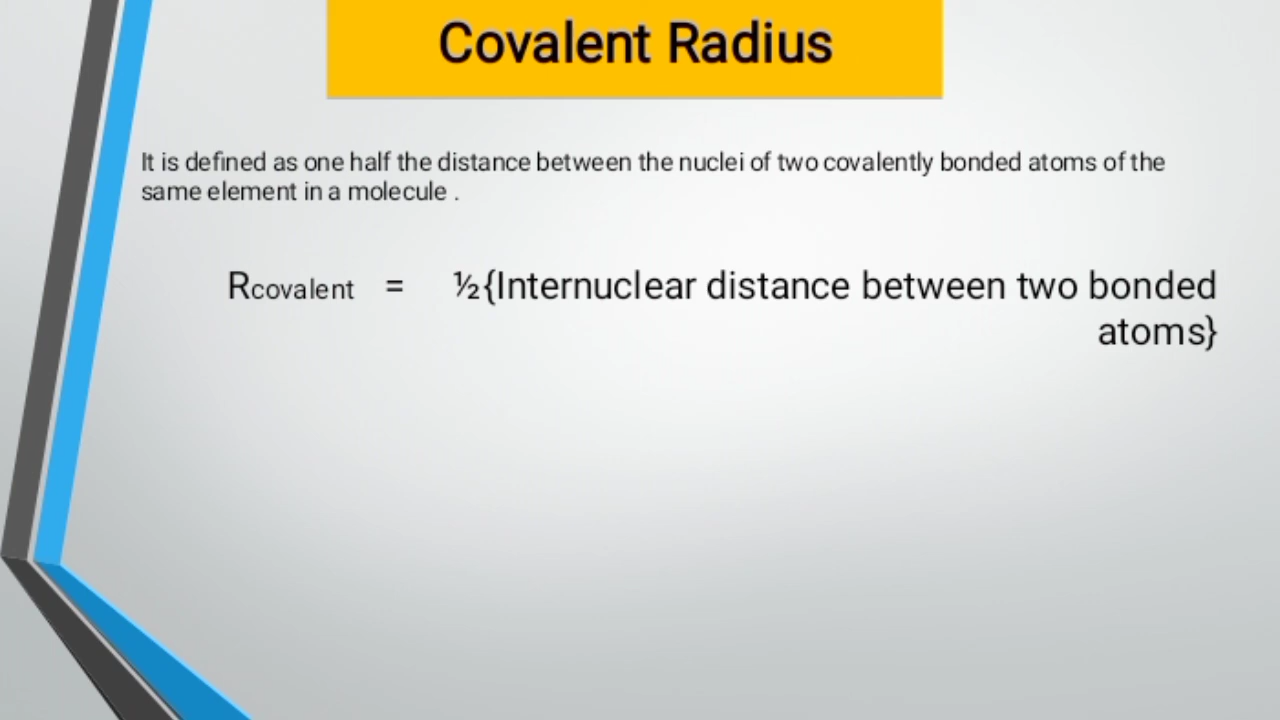 Covalent Radius
It is defined as one half the distance between the nuclei of two covalently bonded atoms of the
same element in a molecule .
Rcovalent = ½{Internuclear distance between two bonded
atoms}